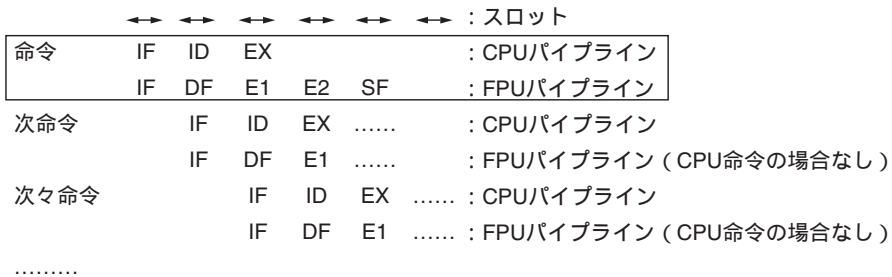 ：スロット
命令 IF ID EX ：CPUパイプライン
IF DF E1 E2 SF ：FPUパイプライン
次命令 IF ID EX …… ：CPUパイプライン
IF DF E1 …… ：FPUパイプライン（CPU命令の場合なし）
次々命令 IF ID EX …… ：CPUパイプライン
IF DF E1 …… ：FPUパイプライン（CPU命令の場合なし）
………